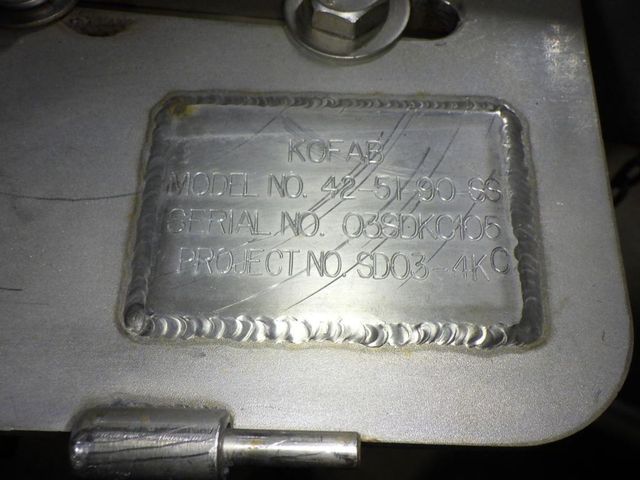 KOFAB
MODEL NO. 42-51-90-SS
SERIAL NO. 03SDKC105
PROJECT NO. SD03-4KC